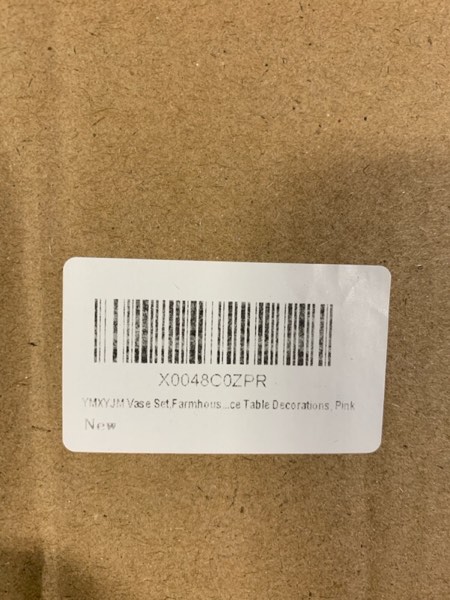 X0048C0ZPR
YMXYJM Vase Set,Farmhous...ce Table Decorations, Pink
New